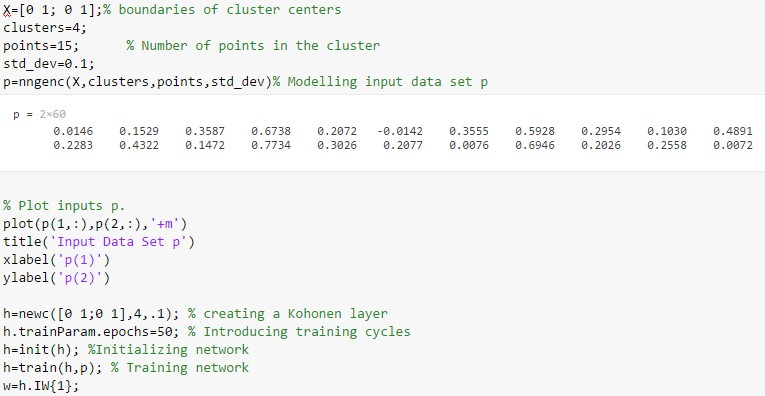 X=[0 1; 0 1];% boundaries of cluster centers
clusters=4;
points=15;      % Number of points in the cluster
std_dev=0.1;
p=nngenc(X,clusters,points,std_dev)% Modelling input data set p
p = 2×60
0.0146 0.1529 0.3587 0.6738 0.2072 -0.0142 0.3555 0.5928 0.2954 0.1030 0.4891
0.2283 0.4322 0.1472 0.7734 0.3026 0.2077 0.0076 0.6946 0.2026 0.2558 0.0072
% Plot inputs p.
plot(p(1,:),p(2,:),'+m')
title('Input Data Set p')
xlabel('p(1)')
ylabel('p(2)')
h=newc([0 1;0 1],4,.1); % creating a Kohonen layer
h.trainParam.epochs=50; % Introducing training cycles
h=init(h); %Initializing network
h=train(h,p); % Training network
w=h.IW{1};